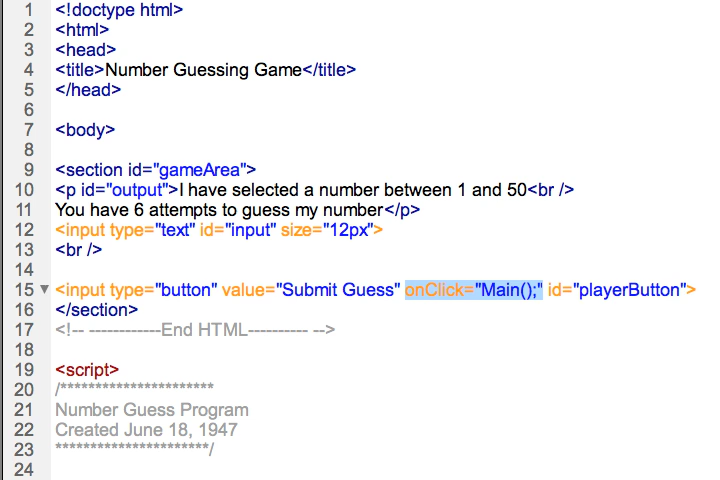 1 <!doctype html>
2 <html>
3 <head>
4 <title>Number Guessing Game</title>
5 </head>
6
7 <body>
8
9 <section id="gameArea">
10 <p id="output">I have selected a number between 1 and 50<br />
11 You have 6 attempts to guess my number</p>
12 <input type="text" id="input" size="12px">
13 <br />
14
15 <input type="button" value="Submit Guess" onClick="Main();" id="playerButton">
16 </section>
17 <!-- ------------End HTML---------- -->
18
19 <script>
20 /**********************
21 Number Guess Program
22 Created June 18, 1947
23 **********************/
24